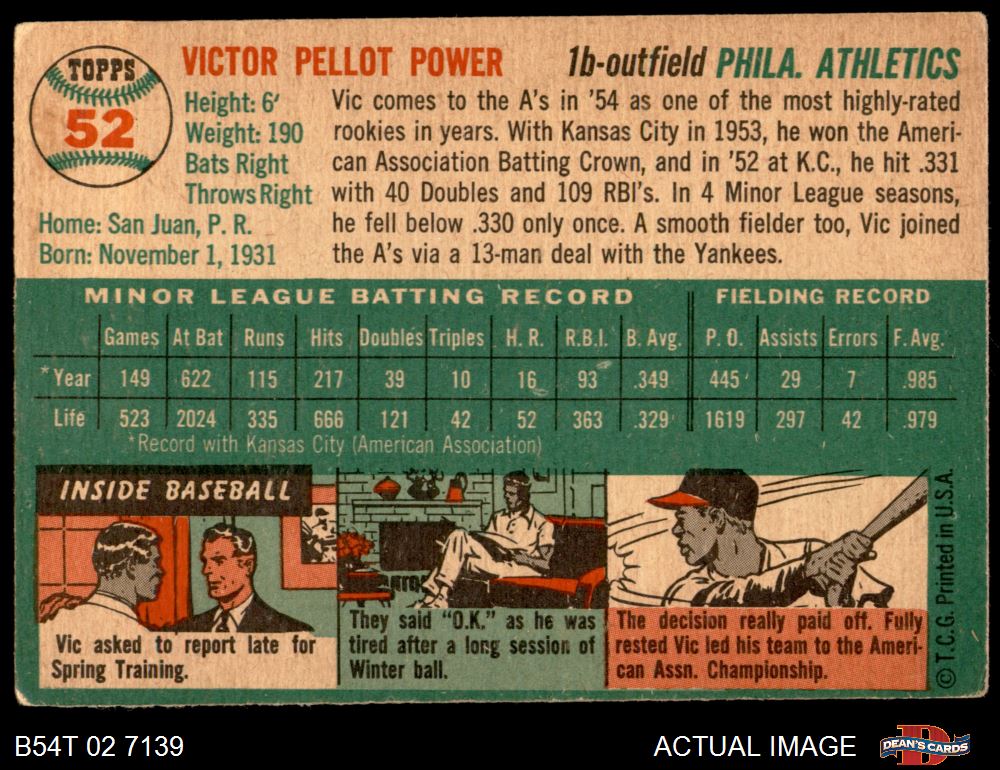 TOPPS
52
VICTOR PELLOT POWER
1b-outfield PHILA. ATHLETICS
Height: 6'
Weight: 190
Bats Right
Throws Right
Home: San Juan, P. R.
Born: November 1, 1931
Vic comes to the A's in '54 as one of the most highly-rated
rookies in years. With Kansas City in 1953, he won the Ameri-
can Association Batting Crown, and in '52 at K.C., he hit .331
with 40 Doubles and 109 RBI's. In 4 Minor League seasons,
he fell below .330 only once. A smooth fielder too, Vic joined
the A's via a 13-man deal with the Yankees.
MINOR LEAGUE BATTING RECORD FIELDING RECORD
Games At Bat Runs Hits Doubles Triples H. R. R.B.I. B. Avg. P. O. Assists Errors F. Avg.
*Year 149 622 115 217 39 10 16 93 .349 445 29 7 .985
Life 523 2024 335 666 121 42 52 363 .329 1619 297 42 .979
*Record with Kansas City (American Association)
INSIDE BASEBALL
Vic asked to report late for
Spring Training.
They said "O.K." as he was
tired after a long session of
Winter ball.
The decision really paid off. Fully
rested Vic led his team to the Ameri-
can Assn. Championship.
© T.C.G. Printed in U.S.A.
B54T 02 7139
ACTUAL IMAGE
D
DEAN'S CARDS